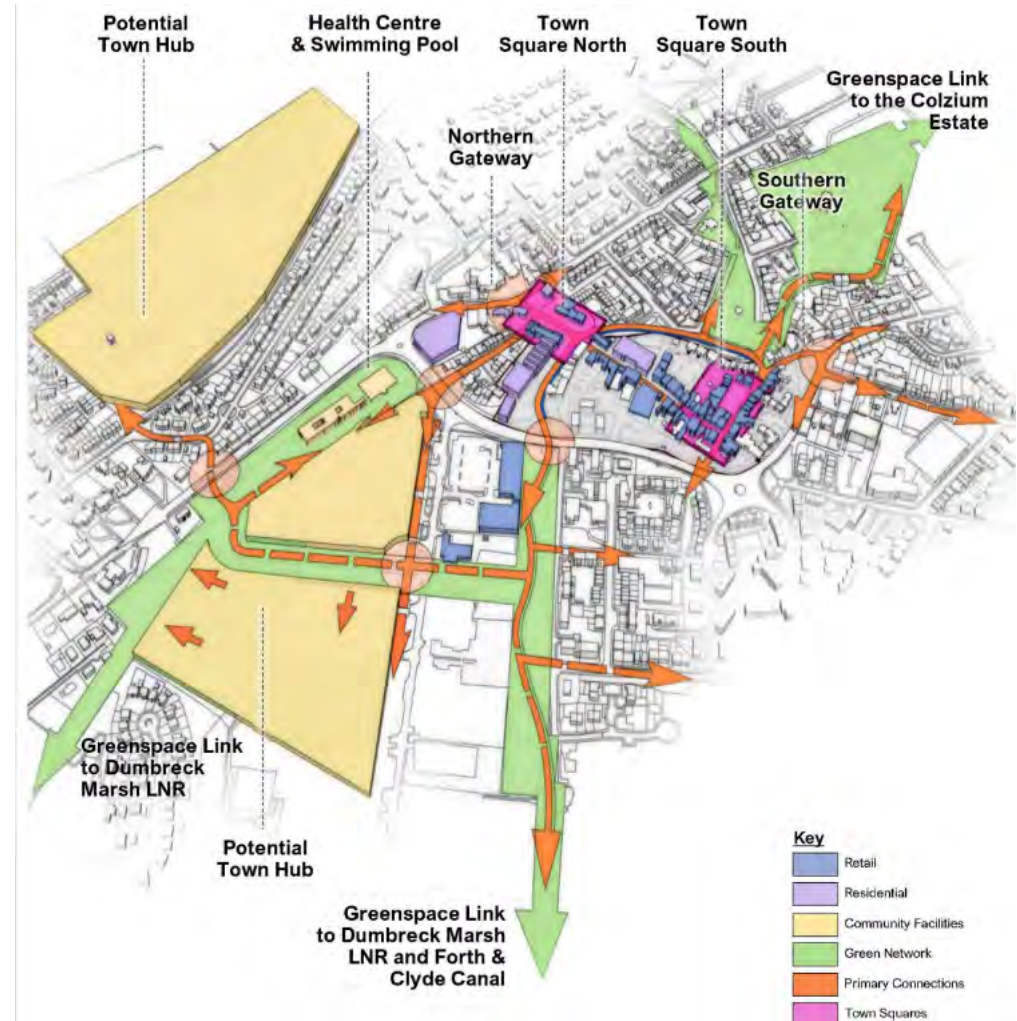 Potential
Town Hub
Health Centre
& Swimming Pool
Town
Square North
Town
Square South
Greenspace Link
to the Colzium
Estate
Northern
Gateway
Southern
Gateway
Greenspace Link
to Dumbreck
Marsh LNR
Potential
Town Hub
Greenspace Link
to Dumbreck Marsh
LNR and Forth &
Clyde Canal
Key
Retail
Residential
Community Facilities
Green Network
Primary Connections
Town Squares